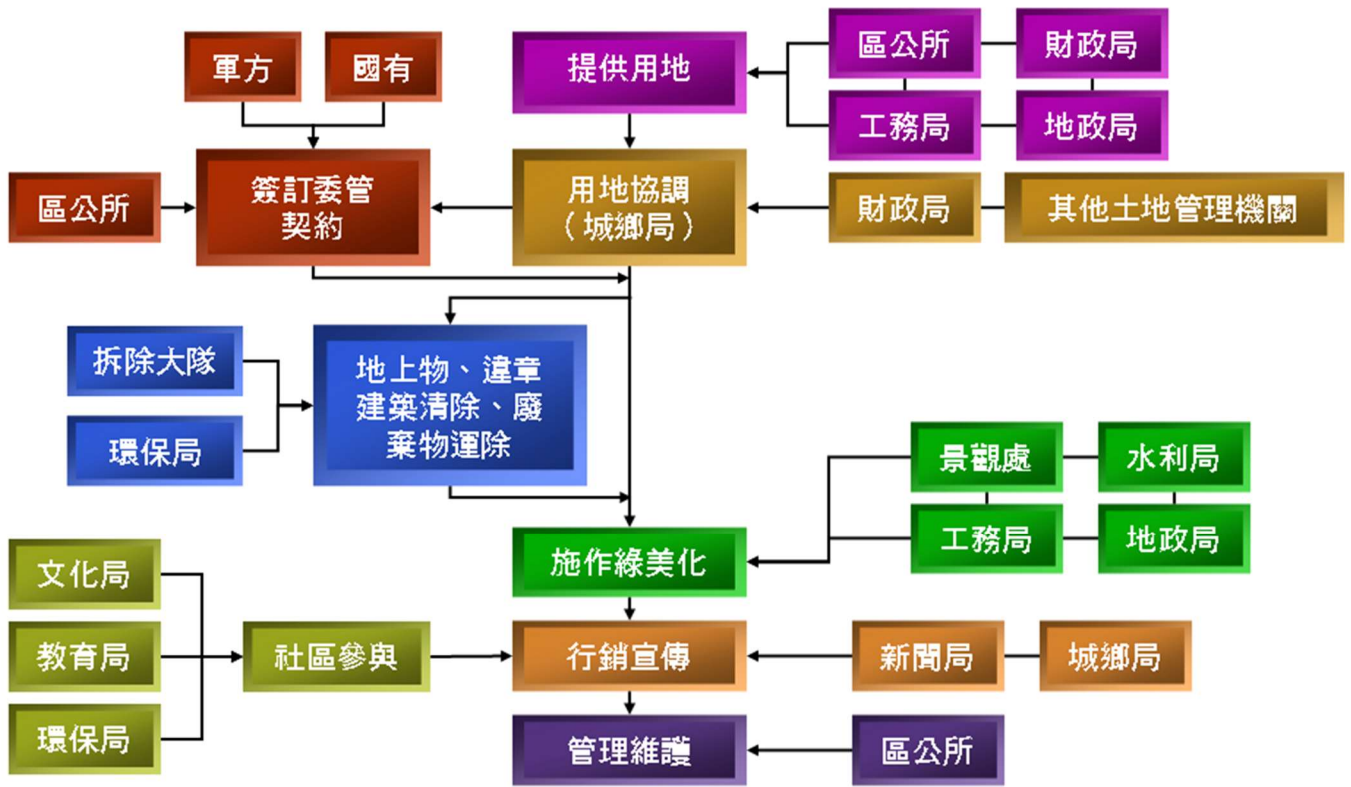 軍方
國有
提供用地
區公所
財政局
工務局
地政局
區公所
簽訂委管
契約
用地協調
（城鄉局）
財政局
其他土地管理機關
拆除大隊
環保局
地上物、違章
建築清除、廢
棄物運除
景觀處
水利局
工務局
地政局
施作綠美化
文化局
教育局
環保局
社區參與
行銷宣傳
新聞局
城鄉局
管理維護
區公所